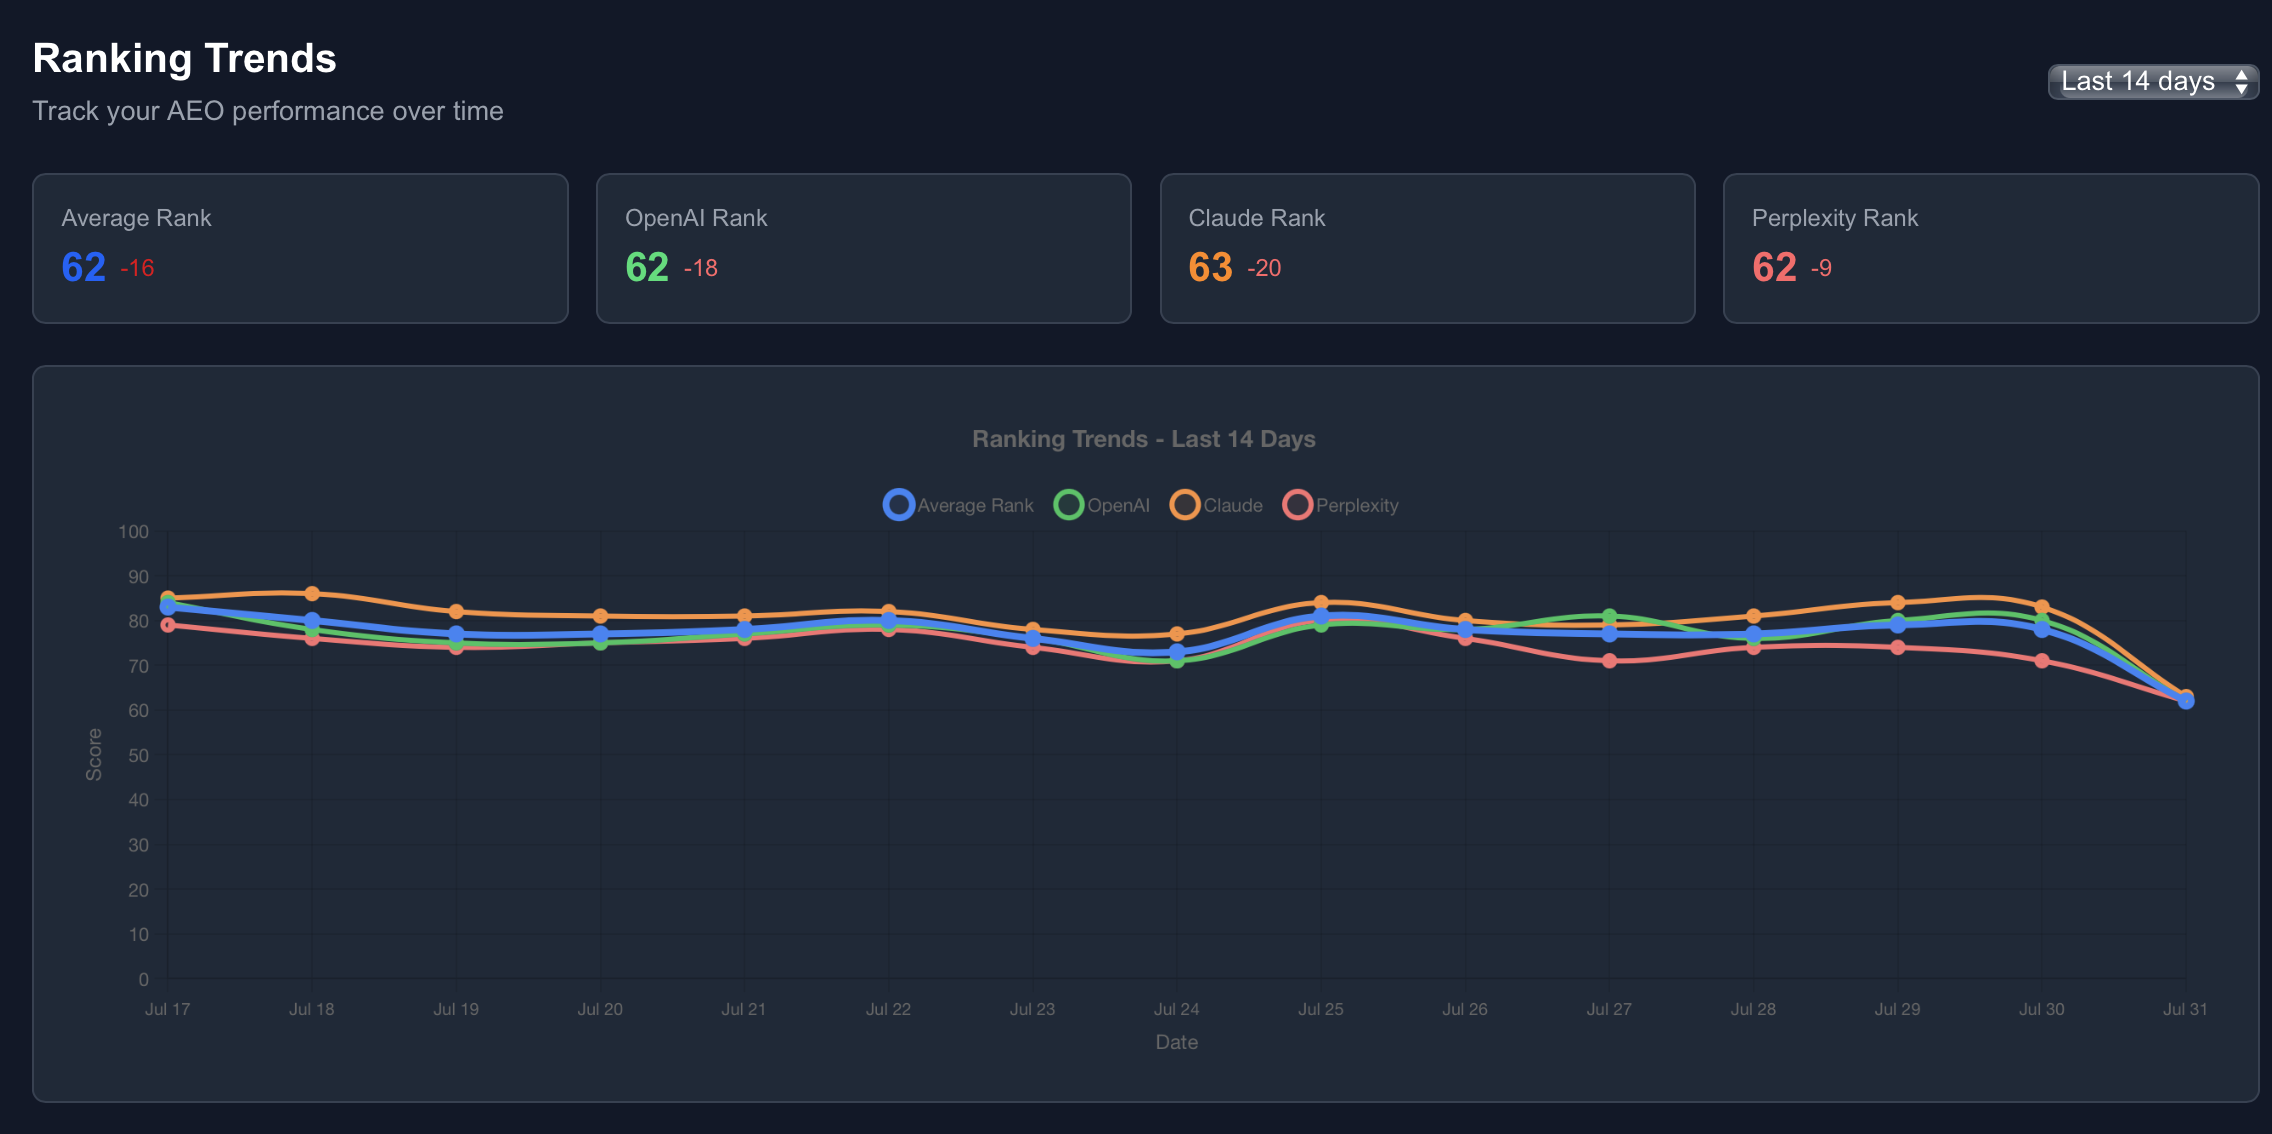 Ranking Trends
Track your AEO performance over time
Last 14 days
Average Rank
62 -16
OpenAI Rank
62 -18
Claude Rank
63 -20
Perplexity Rank
62 -9
Ranking Trends - Last 14 Days
Average Rank OpenAI Claude Perplexity
100
90
80
70
60
50
40
30
20
10
0
Score
Jul 17 Jul 18 Jul 19 Jul 20 Jul 21 Jul 22 Jul 23 Jul 24 Jul 25 Jul 26 Jul 27 Jul 28 Jul 29 Jul 30 Jul 31
Date